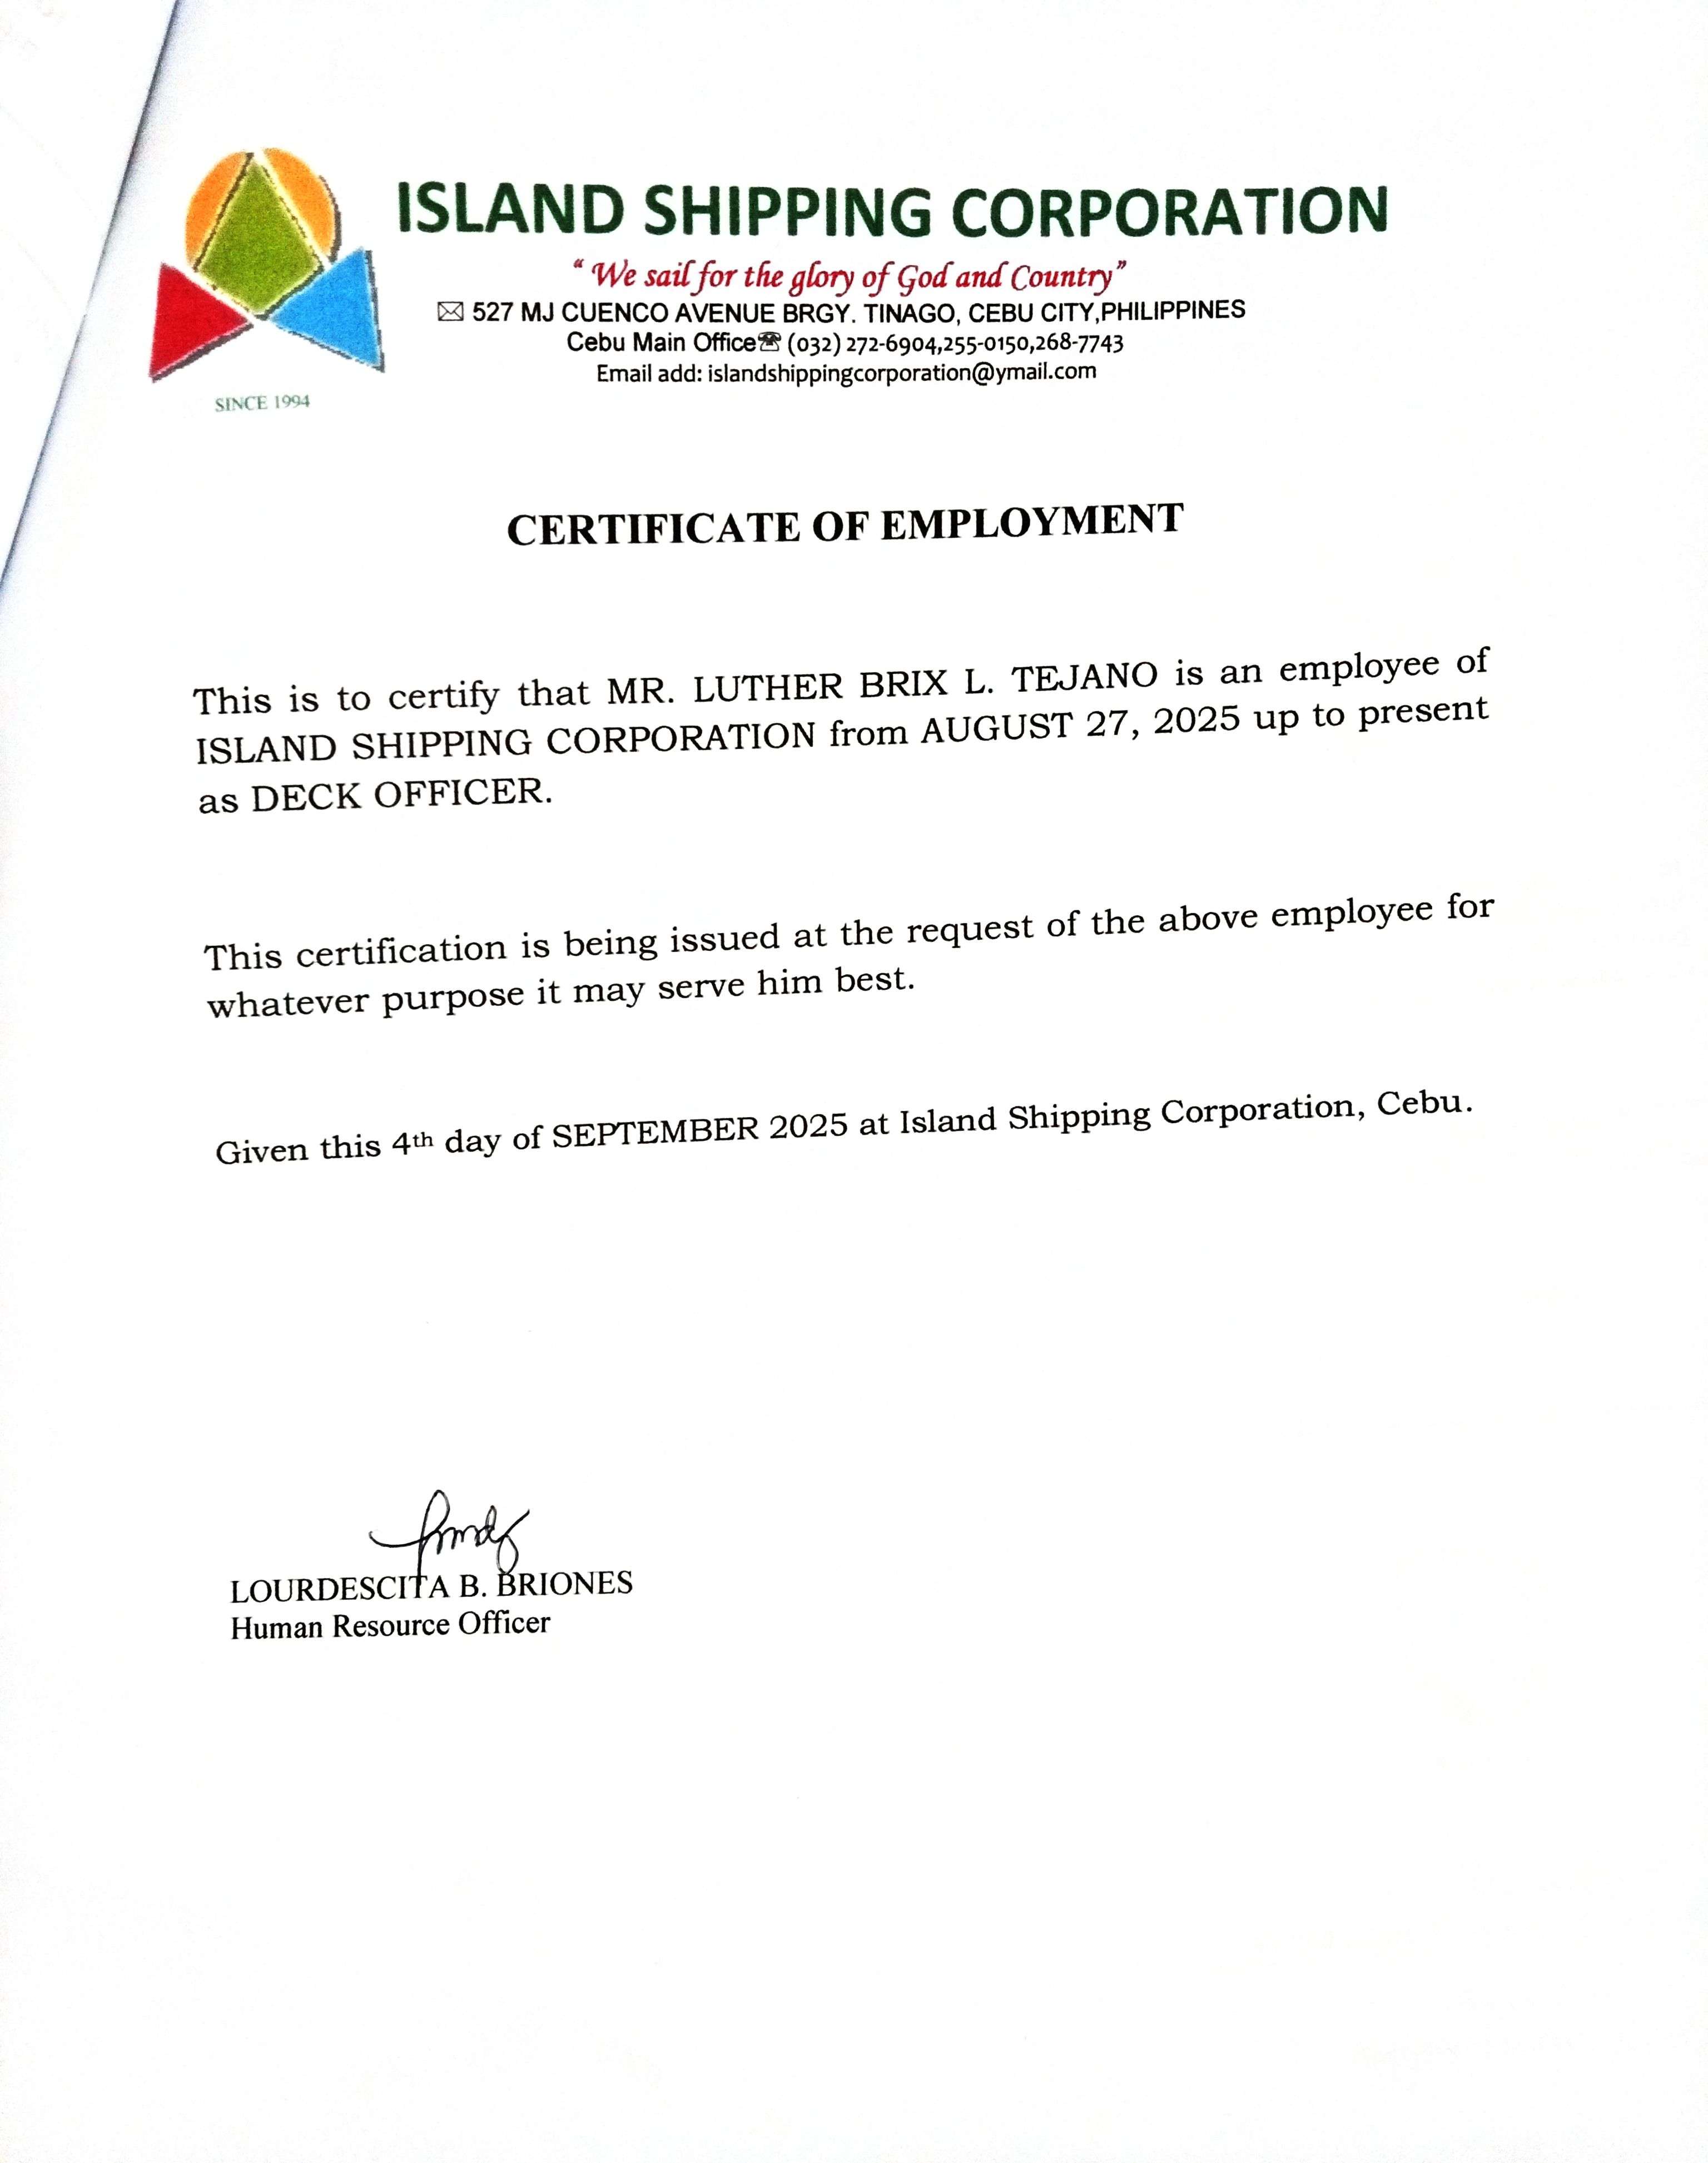 ISLAND SHIPPING CORPORATION
“ We sail for the glory of God and Country”
✉ 527 MJ CUENCO AVENUE BRGY. TINAGO, CEBU CITY,PHILIPPINES
Cebu Main Office☎ (032) 272-6904,255-0150,268-7743
Email add: islandshippingcorporation@ymail.com
SINCE 1994
CERTIFICATE OF EMPLOYMENT
This is to certify that MR. LUTHER BRIX L. TEJANO is an employee of
ISLAND SHIPPING CORPORATION from AUGUST 27, 2025 up to present
as DECK OFFICER.
This certification is being issued at the request of the above employee for
whatever purpose it may serve him best.
Given this 4th day of SEPTEMBER 2025 at Island Shipping Corporation, Cebu.
LOURDESCITA B. BRIONES
Human Resource Officer